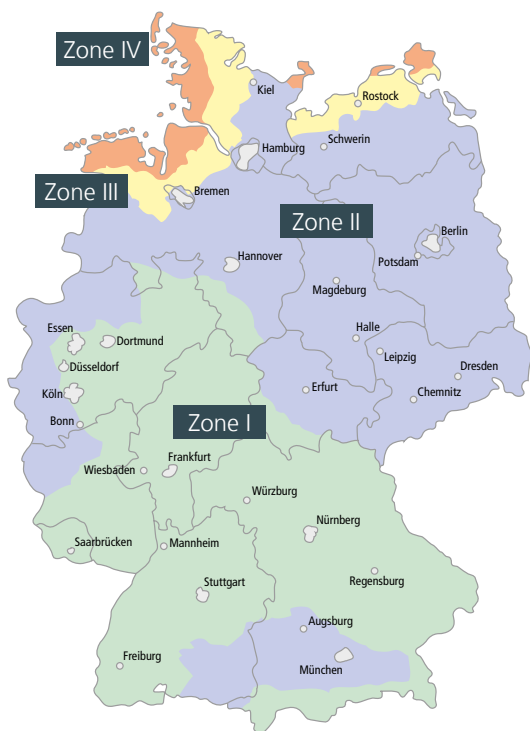 Zone IV
Kiel
Rostock
Hamburg
Schwerin
Zone III
Bremen
Zone II
Berlin
Potsdam
Hannover
Magdeburg
Essen
Dortmund
Halle
Leipzig
Düsseldorf
Dresden
Köln
Erfurt
Chemnitz
Bonn
Zone I
Frankfurt
Wiesbaden
Würzburg
Nürnberg
Saarbrücken
Mannheim
Stuttgart
Regensburg
Augsburg
Freiburg
München